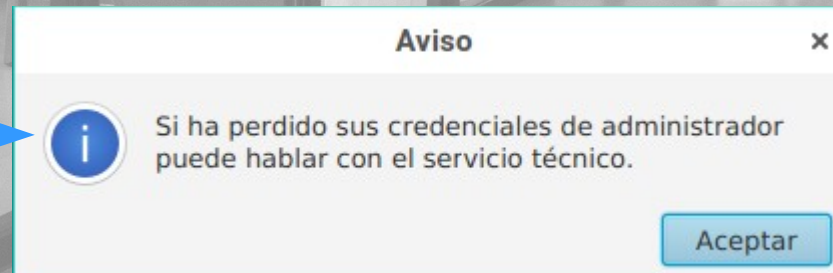 Aviso
Si ha perdido sus credenciales de administrador
puede hablar con el servicio técnico.
Aceptar